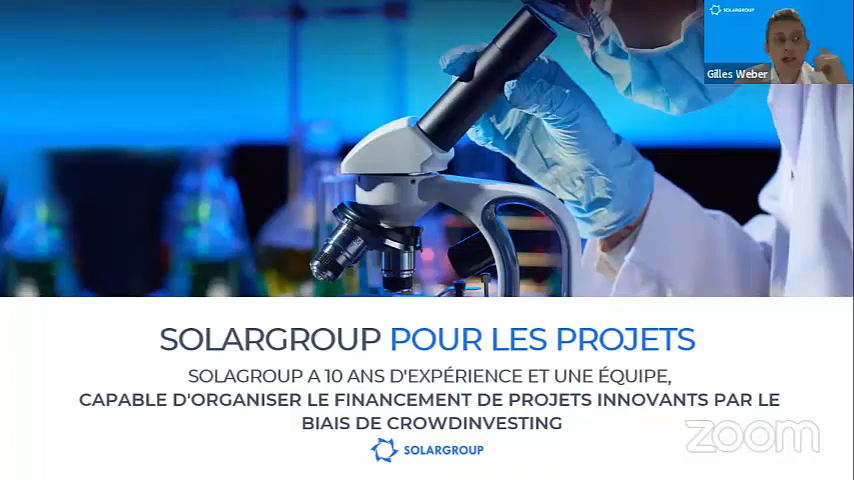 SOLARGROUP
Gilles Weber
SOLARGROUP POUR LES PROJETS
SOLAGROUP A 10 ANS D'EXPÉRIENCE ET UNE ÉQUIPE,
CAPABLE D'ORGANISER LE FINANCEMENT DE PROJETS INNOVANTS PAR LE
BIAIS DE CROWDINVESTING
SOLARGROUP
zoom